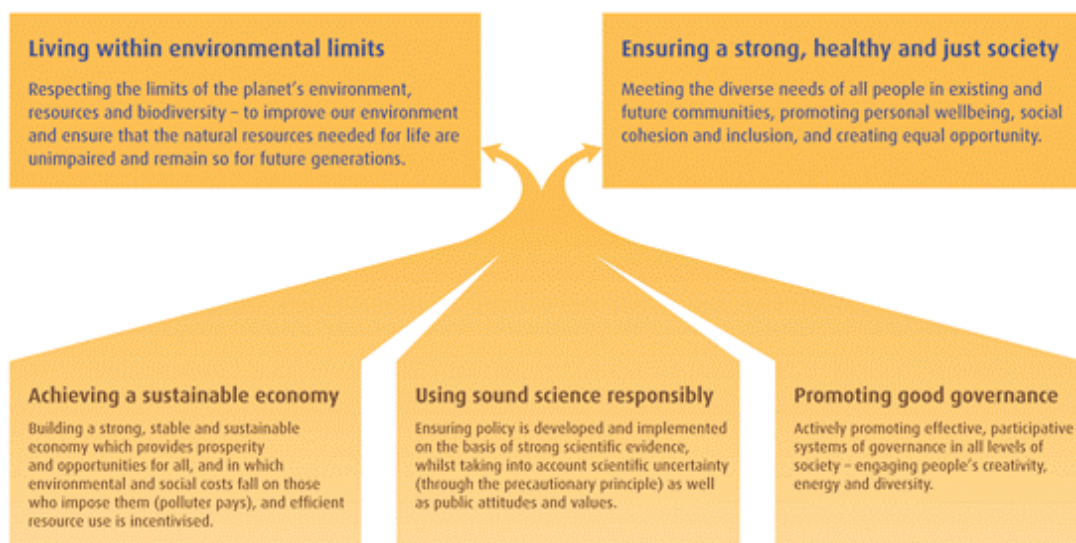 Living within environmental limits
Respecting the limits of the planet's environment,
resources and biodiversity – to improve our environment
and ensure that the natural resources needed for life are
unimpaired and remain so for future generations.
Ensuring a strong, healthy and just society
Meeting the diverse needs of all people in existing and
future communities, promoting personal wellbeing, social
cohesion and inclusion, and creating equal opportunity.
Achieving a sustainable economy
Building a strong, stable and sustainable
economy which provides prosperity
and opportunities for all, and in which
environmental and social costs fall on those
who impose them (polluter pays), and efficient
resource use is incentivised.
Using sound science responsibly
Ensuring policy is developed and implemented
on the basis of strong scientific evidence,
whilst taking into account scientific uncertainty
(through the precautionary principle) as well
as public attitudes and values.
Promoting good governance
Actively promoting effective, participative
systems of governance in all levels of
society – engaging people's creativity,
energy and diversity.